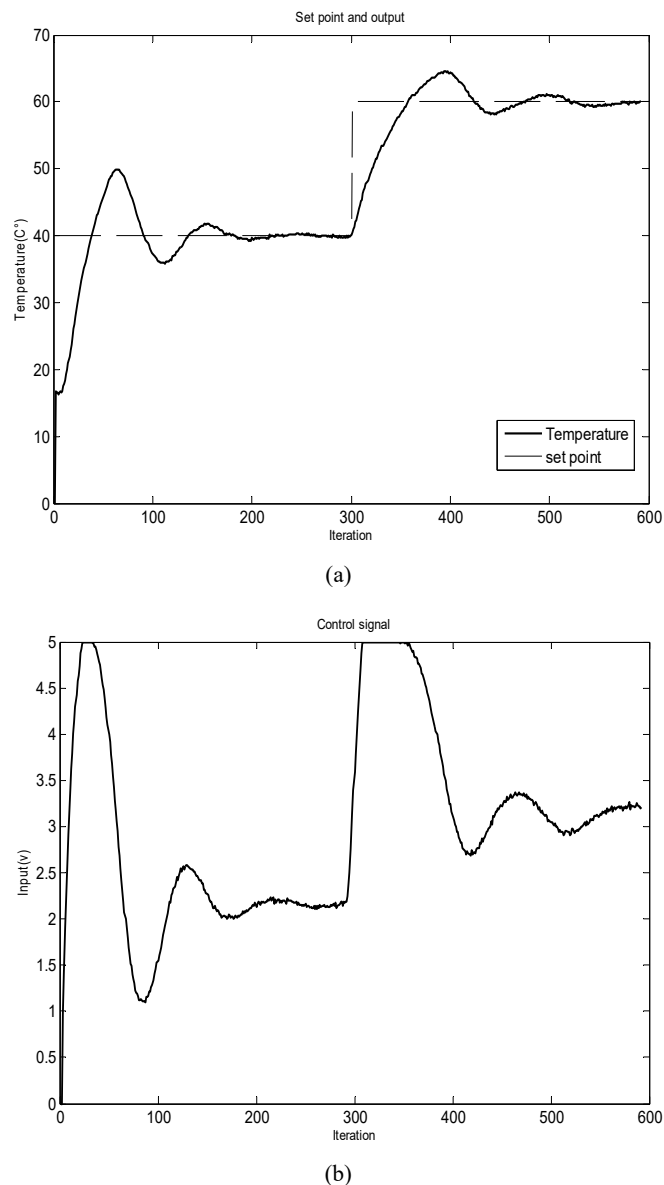 Set point and output
70
60
50
40
30
20
10
0
Temperature(C°)
0 100 200 300 400 500 600
Iteration
Temperature
set point
(a)
Control signal
5
4.5
4
3.5
3
2.5
2
1.5
1
0.5
0
Input(v)
0 100 200 300 400 500 600
Iteration
(b)